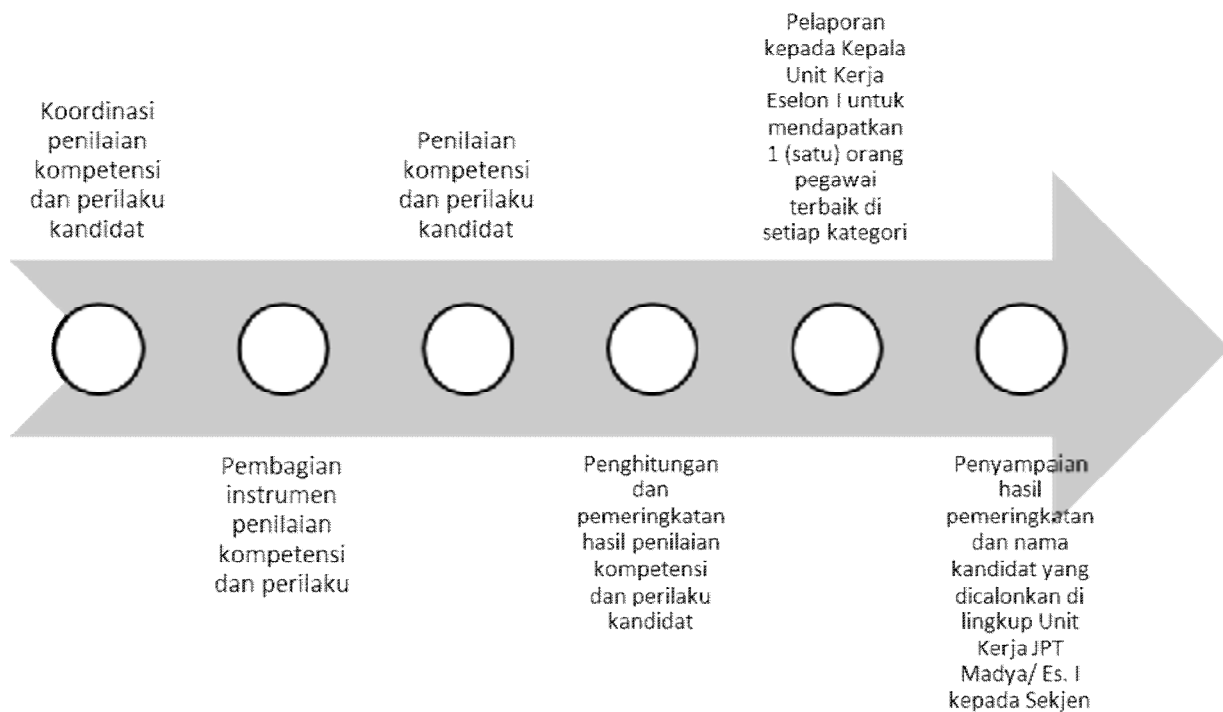 Koordinasi
penilaian
kompetensi
dan perilaku
kandidat
Pembagian
instrumen
penilaian
kompetensi
dan perilaku
Penilaian
kompetensi
dan perilaku
kandidat
Penghitungan
dan
pemeringkatan
hasil penilaian
kompetensi
dan perilaku
kandidat
Pelaporan
kepada Kepala
Unit Kerja
Eselon I untuk
mendapatkan
1 (satu) orang
pegawai
terbaik di
setiap kategori
Penyampaian
hasil
pemeringkatan
dan nama
kandidat yang
dicalonkan di
lingkup Unit
Kerja JPT
Madya/ Es. I
kepada Sekjen